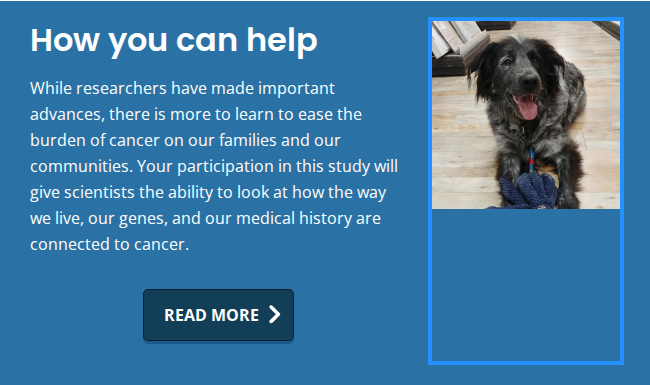 How you can help
While researchers have made important
advances, there is more to learn to ease the
burden of cancer on our families and our
communities. Your participation in this study will
give scientists the ability to look at how the way
we live, our genes, and our medical history are
connected to cancer.
READ MORE